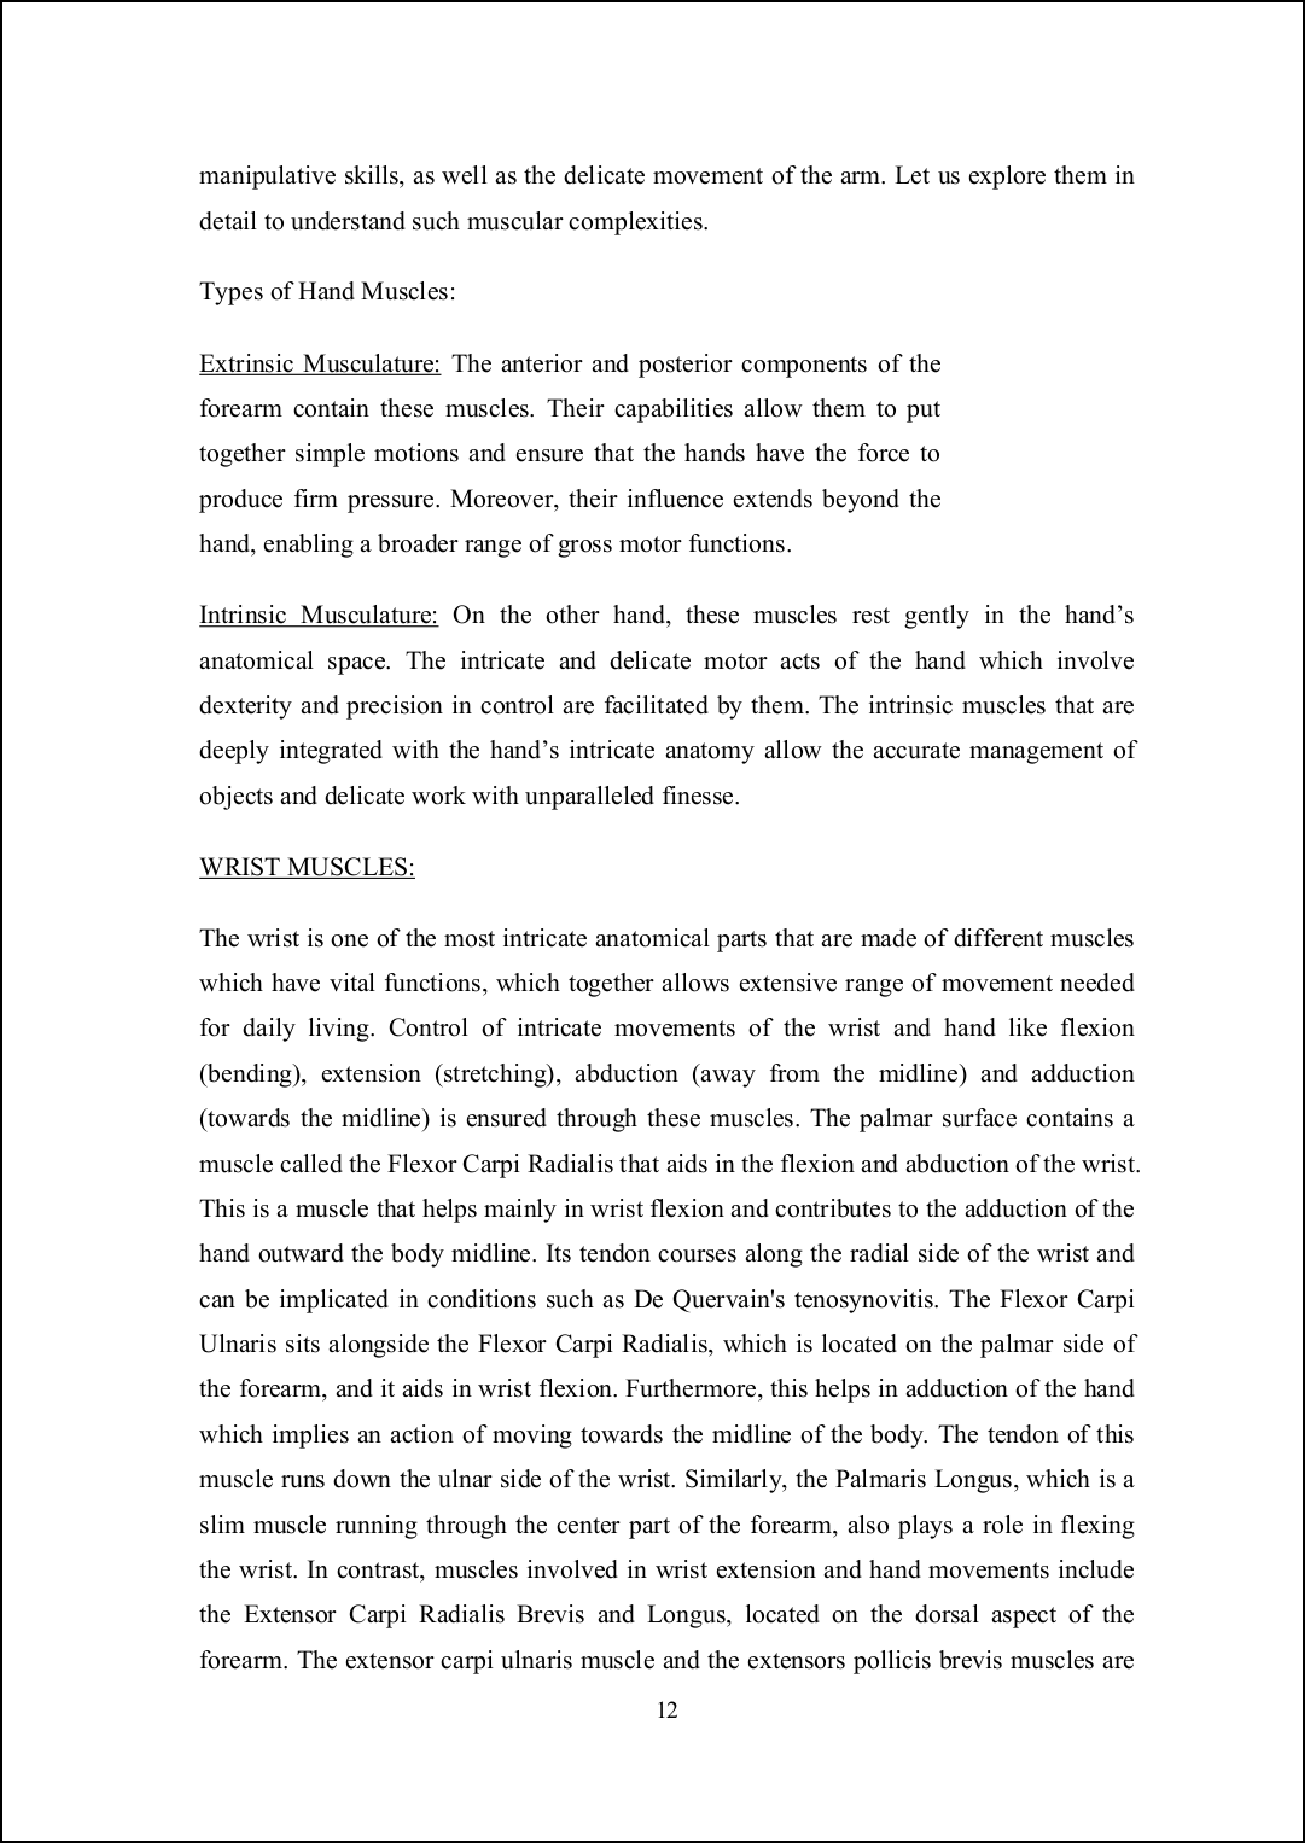 manipulative skills, as well as the delicate movement of the arm. Let us explore them in
detail to understand such muscular complexities.
Types of Hand Muscles:
Extrinsic Musculature: The anterior and posterior components of the
forearm contain these muscles. Their capabilities allow them to put
together simple motions and ensure that the hands have the force to
produce firm pressure. Moreover, their influence extends beyond the
hand, enabling a broader range of gross motor functions.
Intrinsic Musculature: On the other hand, these muscles rest gently in the hand’s
anatomical space. The intricate and delicate motor acts of the hand which involve
dexterity and precision in control are facilitated by them. The intrinsic muscles that are
deeply integrated with the hand’s intricate anatomy allow the accurate management of
objects and delicate work with unparalleled finesse.
WRIST MUSCLES:
The wrist is one of the most intricate anatomical parts that are made of different muscles
which have vital functions, which together allows extensive range of movement needed
for daily living. Control of intricate movements of the wrist and hand like flexion
(bending), extension (stretching), abduction (away from the midline) and adduction
(towards the midline) is ensured through these muscles. The palmar surface contains a
muscle called the Flexor Carpi Radialis that aids in the flexion and abduction of the wrist.
This is a muscle that helps mainly in wrist flexion and contributes to the adduction of the
hand outward the body midline. Its tendon courses along the radial side of the wrist and
can be implicated in conditions such as De Quervain's tenosynovitis. The Flexor Carpi
Ulnaris sits alongside the Flexor Carpi Radialis, which is located on the palmar side of
the forearm, and it aids in wrist flexion. Furthermore, this helps in adduction of the hand
which implies an action of moving towards the midline of the body. The tendon of this
muscle runs down the ulnar side of the wrist. Similarly, the Palmaris Longus, which is a
slim muscle running through the center part of the forearm, also plays a role in flexing
the wrist. In contrast, muscles involved in wrist extension and hand movements include
the Extensor Carpi Radialis Brevis and Longus, located on the dorsal aspect of the
forearm. The extensor carpi ulnaris muscle and the extensors pollicis brevis muscles are
12